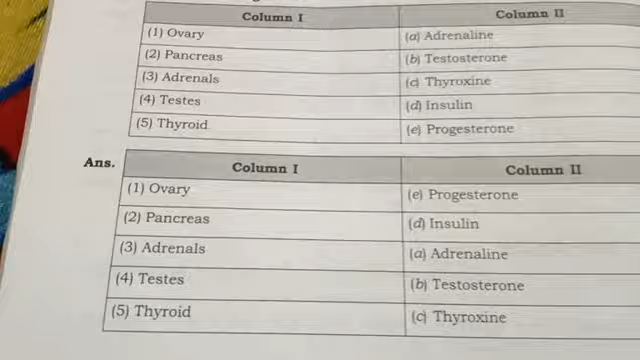 Column I Column II
(1) Ovary (a) Adrenaline
(2) Pancreas (b) Testosterone
(3) Adrenals (c) Thyroxine
(4) Testes (d) Insulin
(5) Thyroid (e) Progesterone
Ans. Column I Column II
(1) Ovary (e) Progesterone
(2) Pancreas (d) Insulin
(3) Adrenals (a) Adrenaline
(4) Testes (b) Testosterone
(5) Thyroid (c) Thyroxine